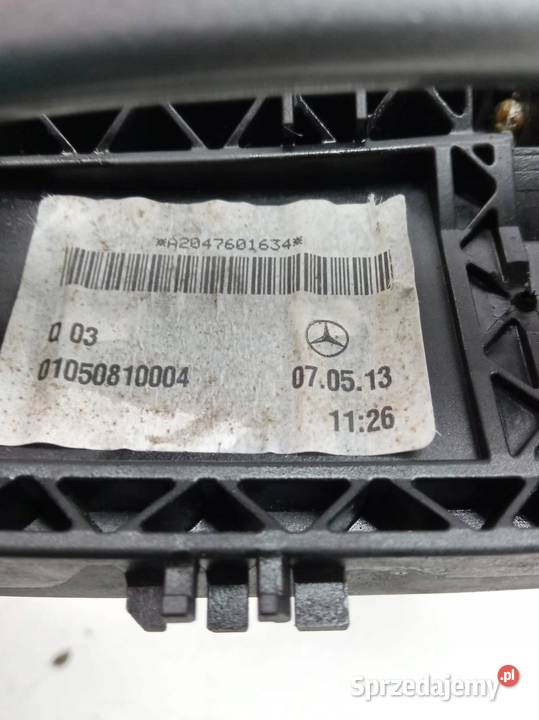 *A2047601634*
Q 03
01050810004
07.05.13
11:26
Sprzedajemy.pl